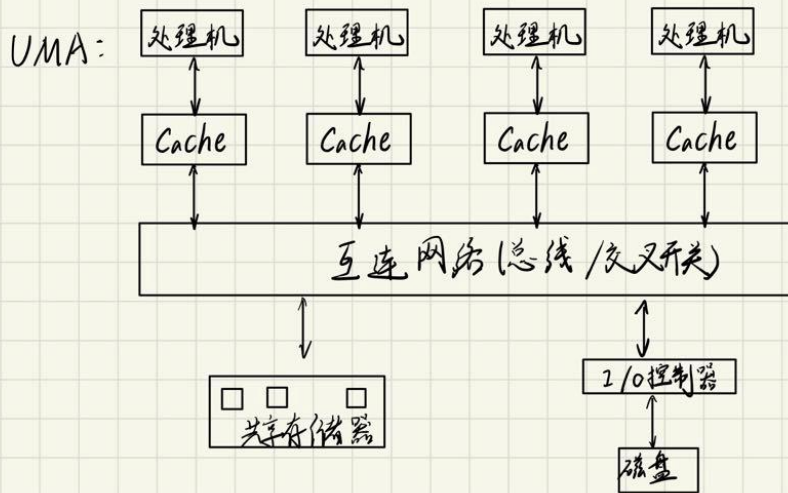 UMA:
处理机 处理机 处理机 处理机
Cache Cache Cache Cache
互连网络(总线/交叉开关)
I/O控制器
共享存储器
磁盘